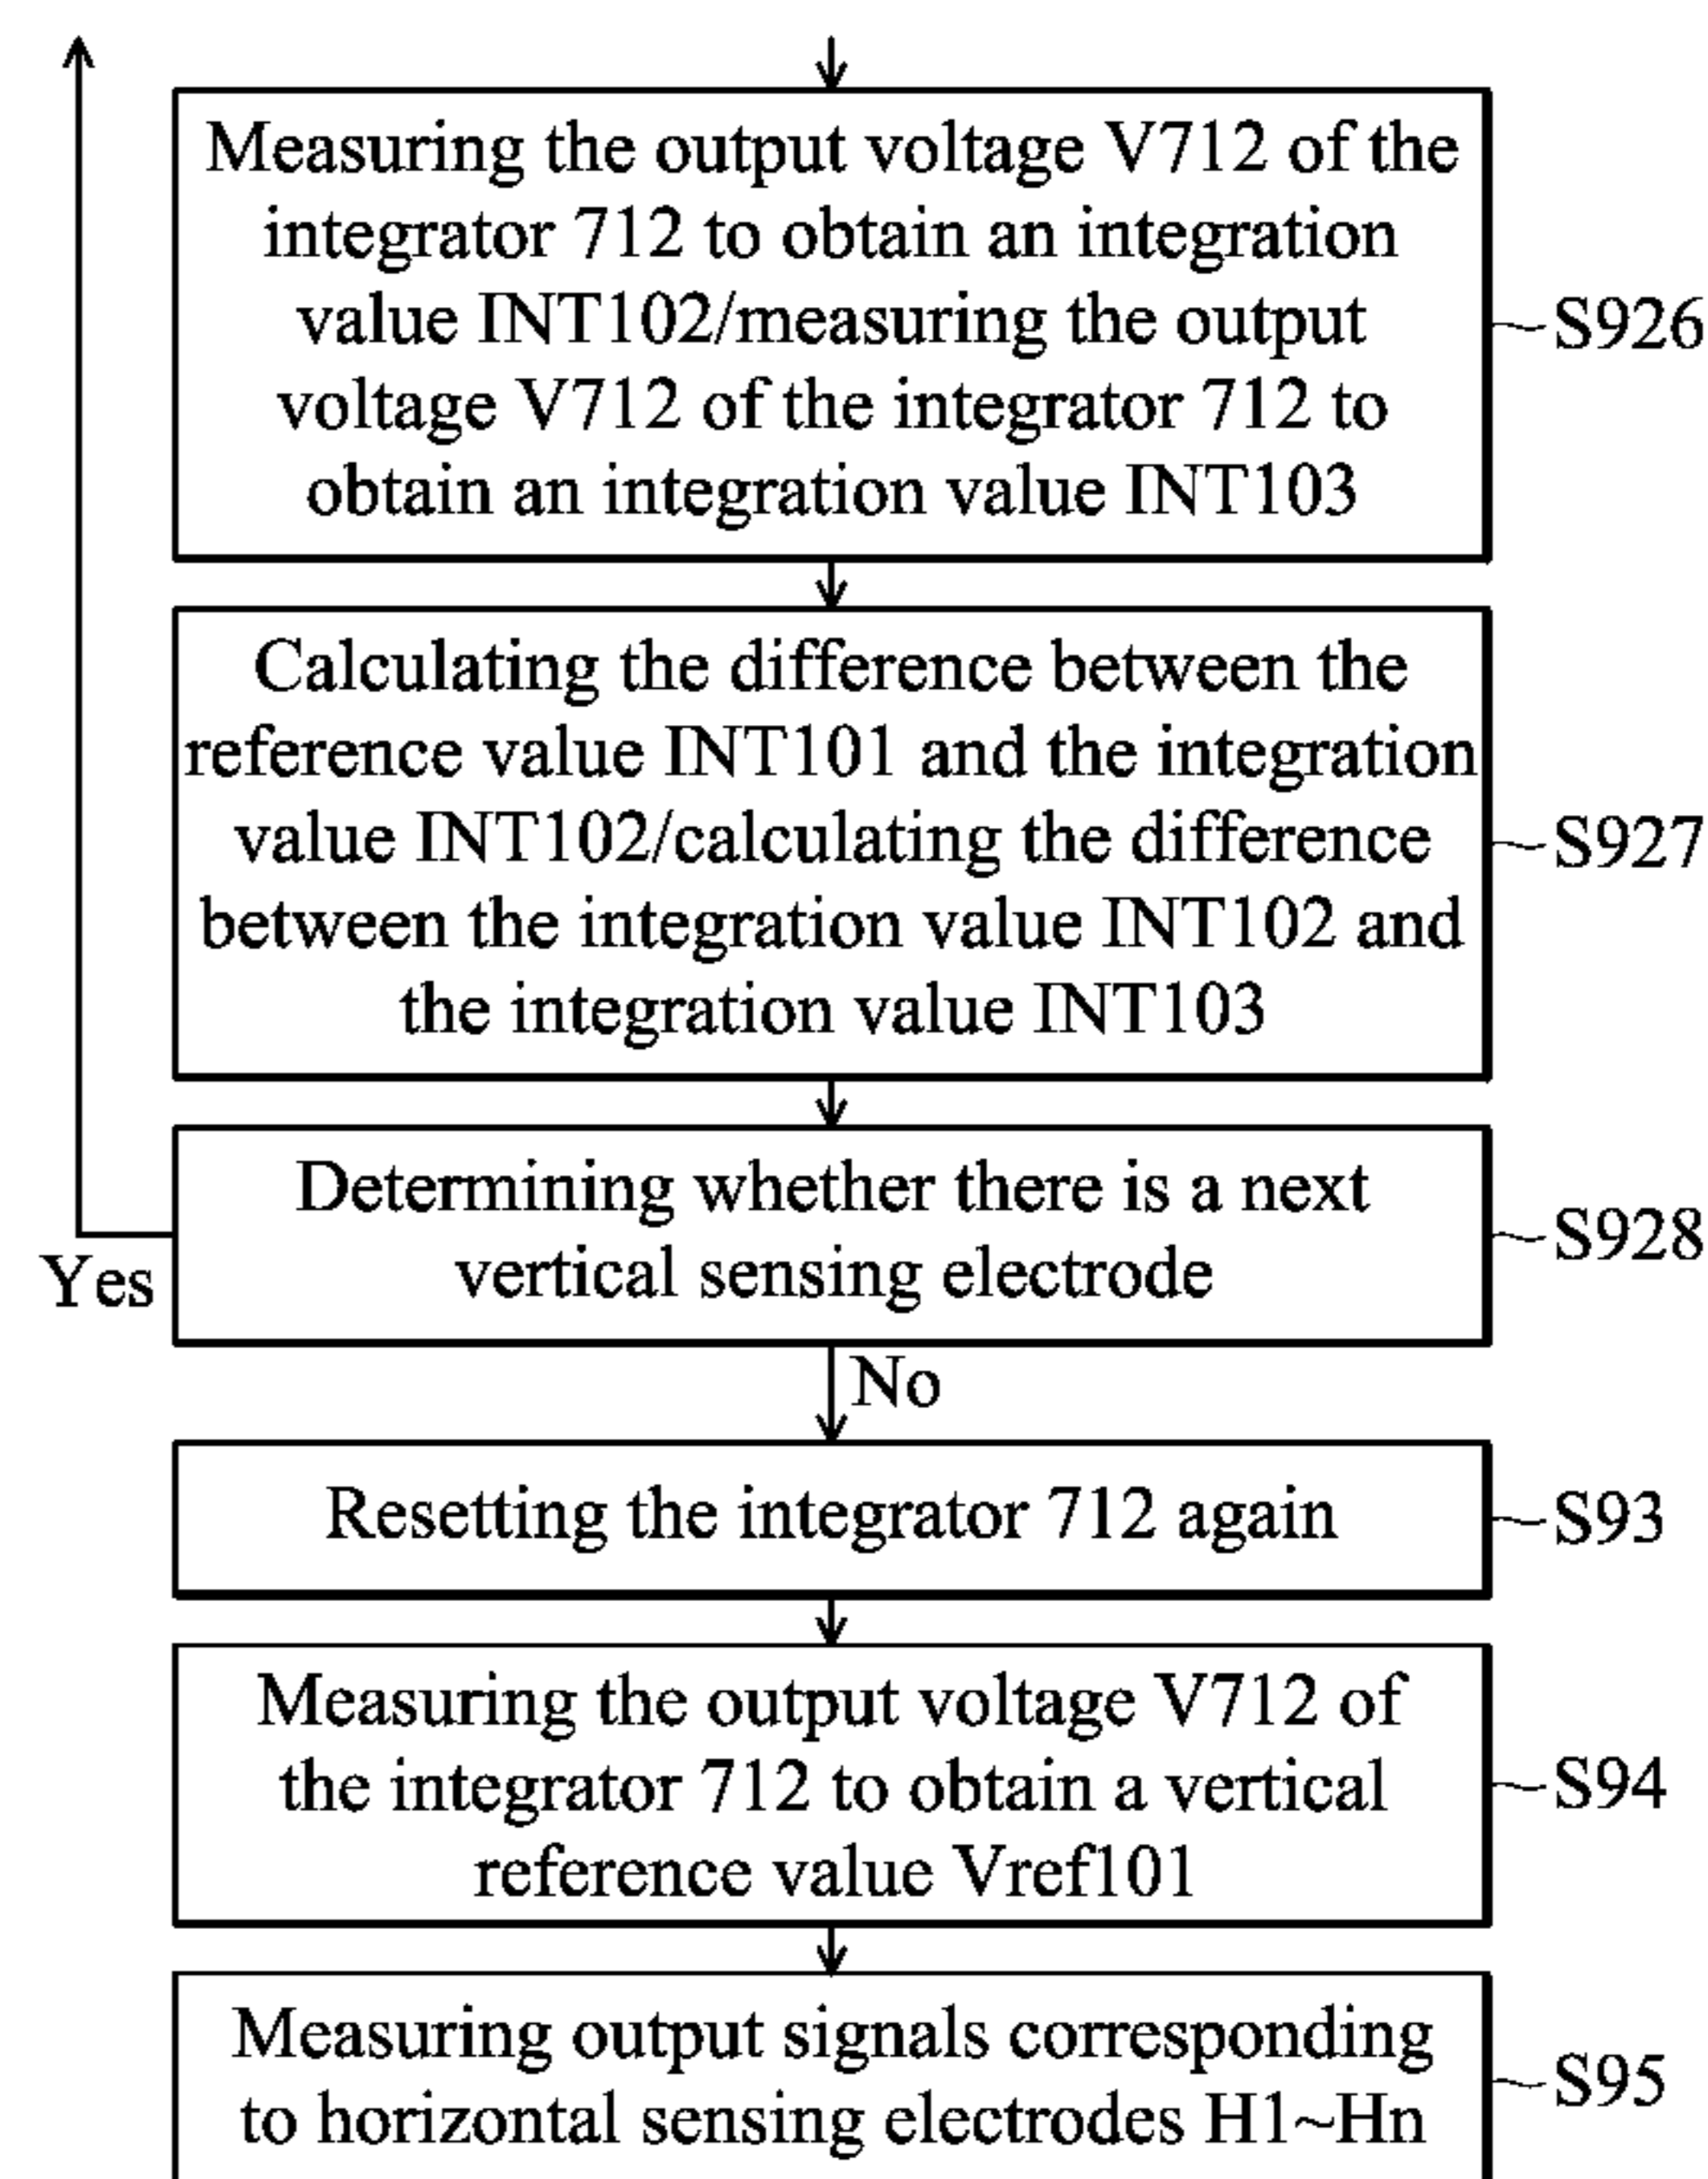 Measuring the output voltage V712 of the
integrator 712 to obtain an integration
value INT102/measuring the output
voltage V712 of the integrator 712 to
obtain an integration value INT103
S926
Calculating the difference between the
reference value INT101 and the integration
value INT102/calculating the difference
between the integration value INT102 and
the integration value INT103
S927
Determining whether there is a next
vertical sensing electrode
S928
Yes
No
Resetting the integrator 712 again
S93
Measuring the output voltage V712 of
the integrator 712 to obtain a vertical
reference value Vref101
S94
Measuring output signals corresponding
to horizontal sensing electrodes H1~Hn
S95